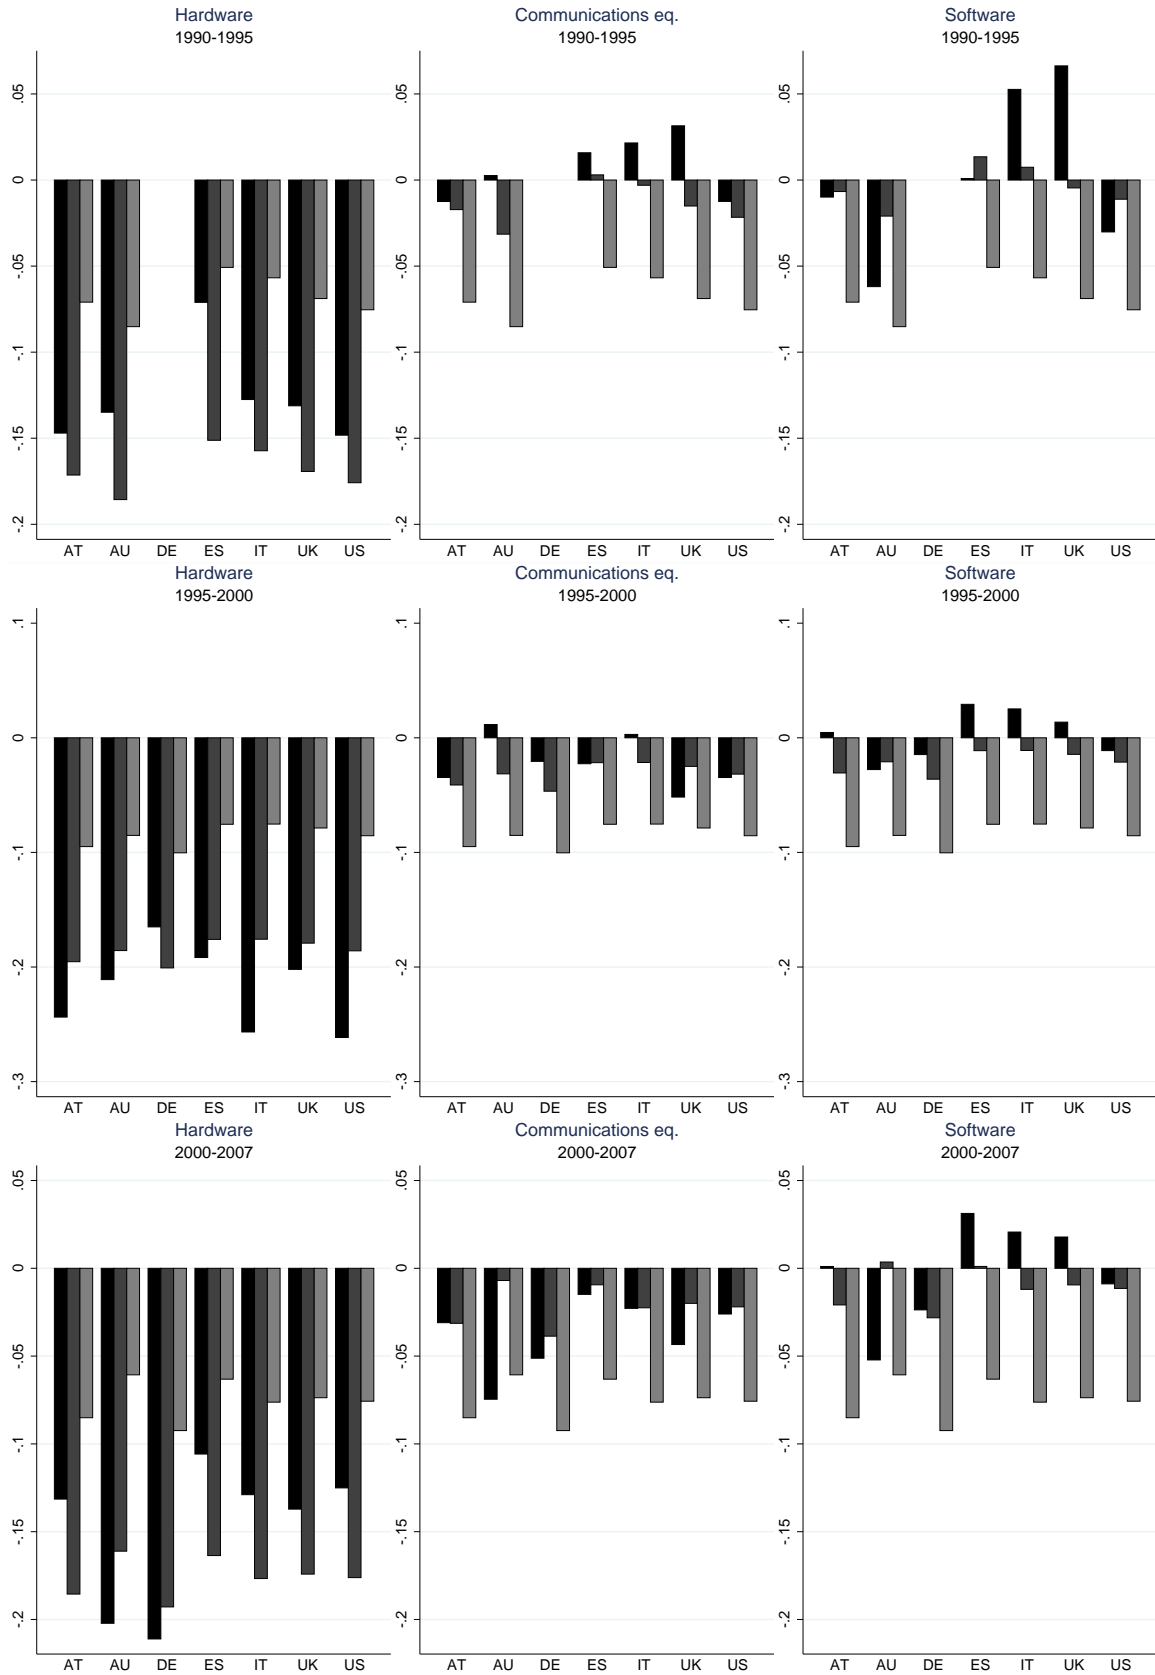 Hardware Communications eq. Software
1990-1995 1990-1995 1990-1995
.05 .05 .05
0 0 0
-.05 -.05 -.05
-.1 -.1 -.1
-.15 -.15 -.15
-.2 -.2 -.2
AT AU DE ES IT UK US AT AU DE ES IT UK US AT AU DE ES IT UK US
Hardware Communications eq. Software
1995-2000 1995-2000 1995-2000
.1 .1 .1
0 0 0
-.1 -.1 -.1
-.2 -.2 -.2
-.3 -.3 -.3
AT AU DE ES IT UK US AT AU DE ES IT UK US AT AU DE ES IT UK US
Hardware Communications eq. Software
2000-2007 2000-2007 2000-2007
.05 .05 .05
0 0 0
-.05 -.05 -.05
-.1 -.1 -.1
-.15 -.15 -.15
-.2 -.2 -.2
AT AU DE ES IT UK US AT AU DE ES IT UK US AT AU DE ES IT UK US